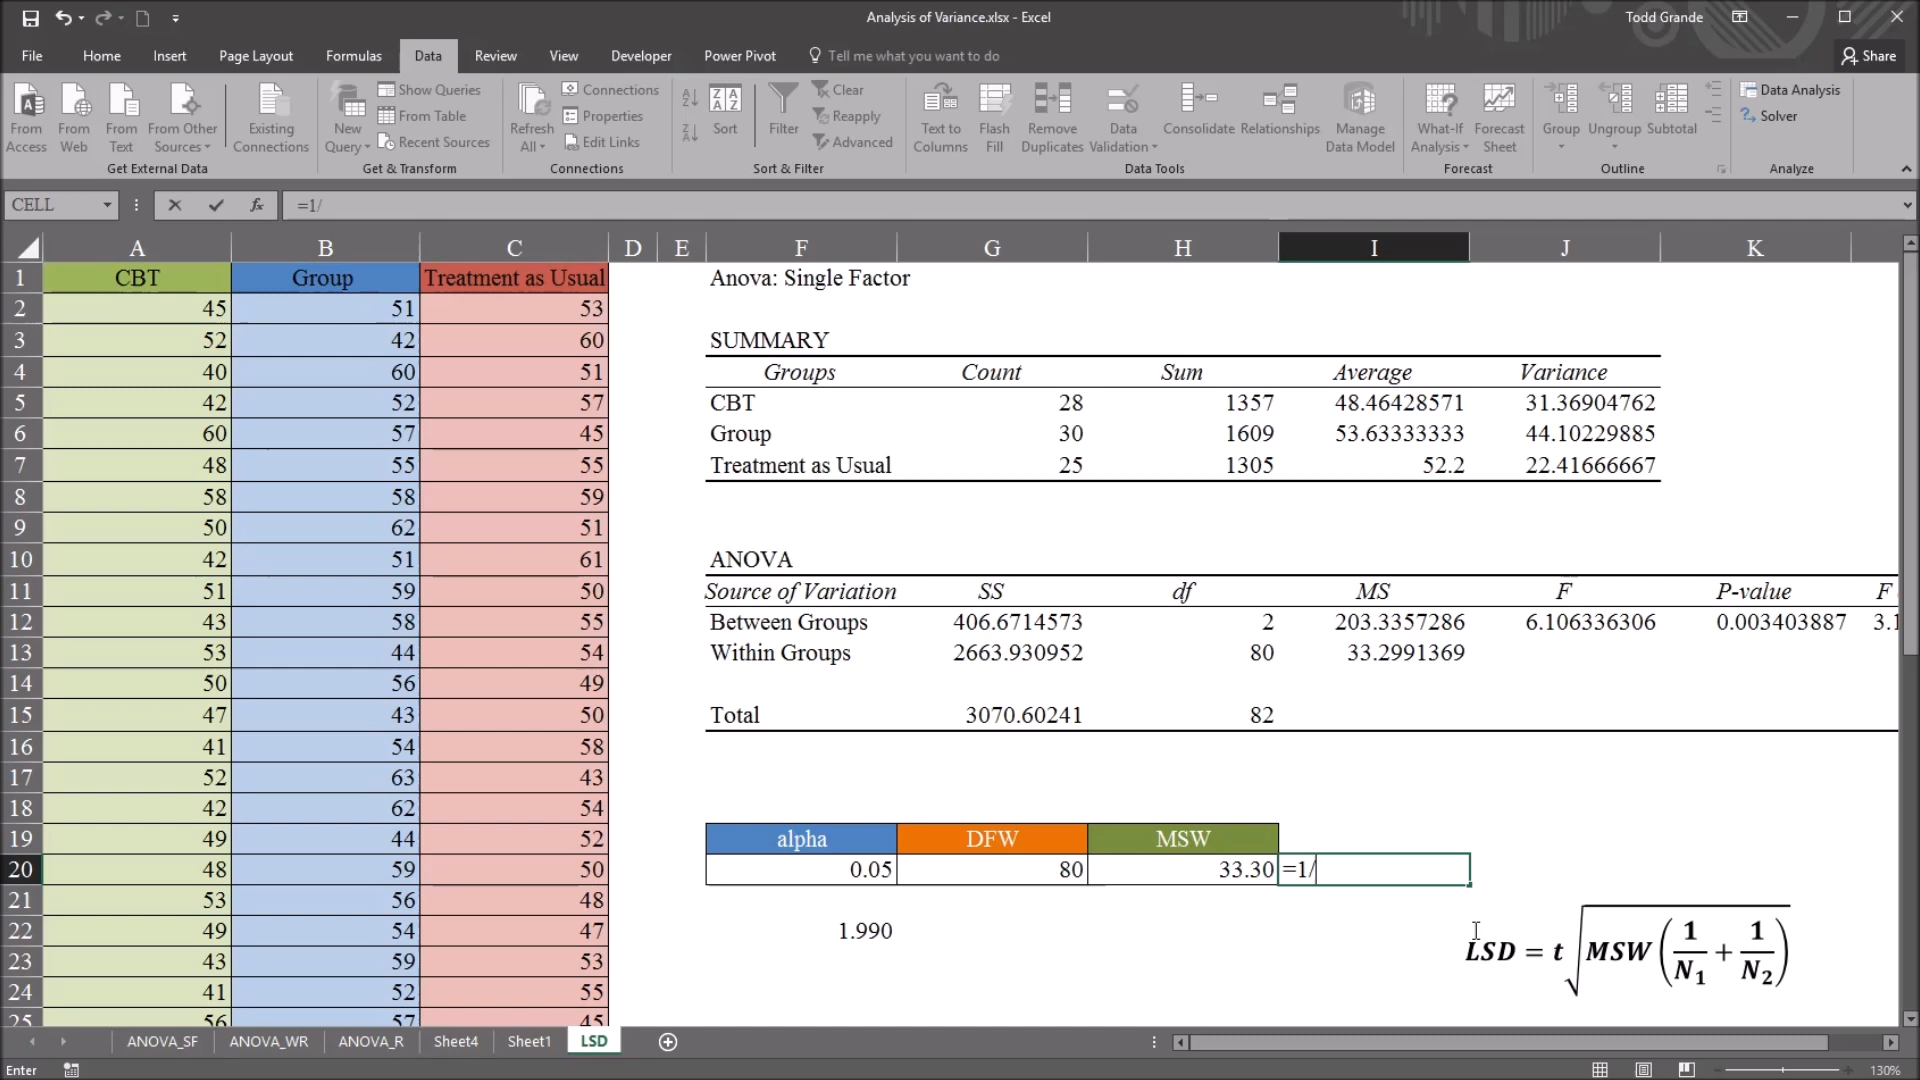 Analysis of Variance.xlsx - Excel
Todd Grande
File Home Insert Page Layout Formulas Data Review View Developer Power Pivot Tell me what you want to do Share
From Access
From Web
From Text
From Other Sources
Existing Connections
Get External Data
New Query
Show Queries
From Table
Recent Sources
Get & Transform
Refresh All
Connections
Properties
Edit Links
Connections
Sort
Filter
Clear
Reapply
Advanced
Sort & Filter
Text to Columns
Flash Fill
Remove Duplicates
Data Validation
Consolidate
Relationships
Manage Data Model
Data Tools
What-If Analysis
Forecast Sheet
Forecast
Group
Ungroup
Subtotal
Outline
Data Analysis
Solver
Analyze
CELL fx =1/
A B C D E F G H I J K
1 CBT Group Treatment as Usual Anova: Single Factor
2 45 51 53
3 52 42 60 SUMMARY
4 40 60 51 Groups Count Sum Average Variance
5 42 52 57 CBT 28 1357 48.46428571 31.36904762
6 60 57 45 Group 30 1609 53.63333333 44.10229885
7 48 55 55 Treatment as Usual 25 1305 52.2 22.41666667
8 58 58 59
9 50 62 51
10 42 51 61 ANOVA
11 51 59 50 Source of Variation SS df MS F P-value F
12 43 58 55 Between Groups 406.6714573 2 203.3357286 6.106336306 0.003403887 3.1
13 53 44 54 Within Groups 2663.930952 80 33.2991369
14 50 56 49
15 47 43 50 Total 3070.60241 82
16 41 54 58
17 52 63 43
18 42 62 54
19 49 44 52 alpha DFW MSW
20 48 59 50 0.05 80 33.30 =1/
21 53 56 48
22 49 54 47 1.990
23 43 59 53
LSD = t√MSW(1/N₁ + 1/N₂)
24 41 52 55
25 56 57 45
ANOVA_SF ANOVA_WR ANOVA_R Sheet4 Sheet1 LSD
Enter 130%